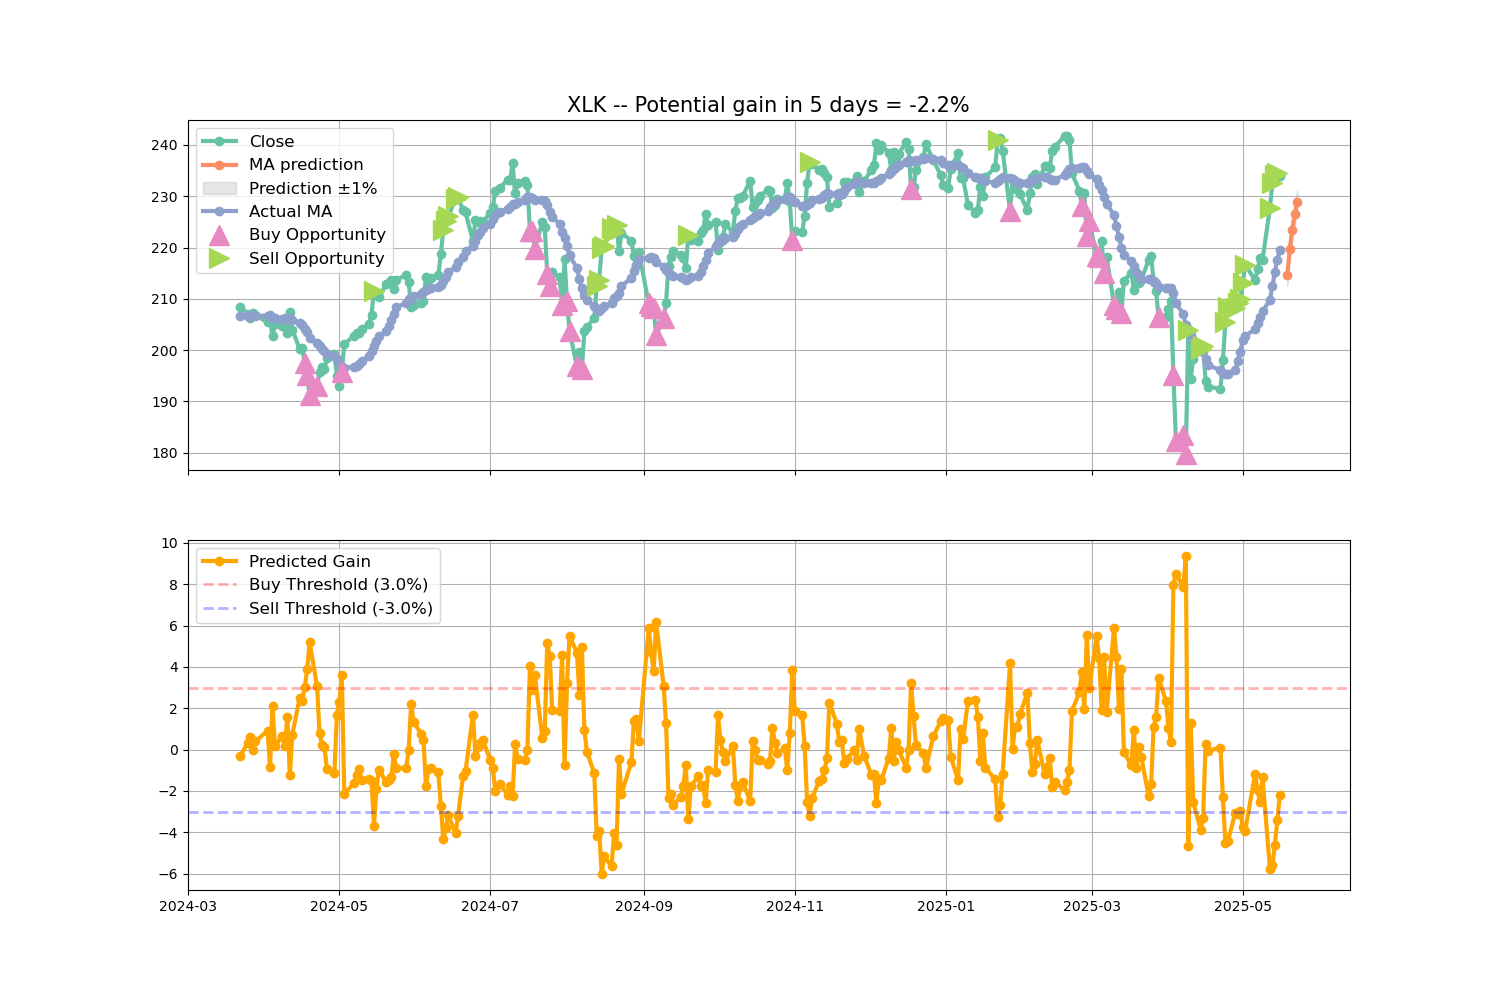 XLK -- Potential gain in 5 days = -2.2%
240
230
220
210
200
190
180
Close
MA prediction
Prediction ±1%
Actual MA
Buy Opportunity
Sell Opportunity
10
8
6
4
2
0
−2
−4
−6
Predicted Gain
Buy Threshold (3.0%)
Sell Threshold (-3.0%)
2024-03 2024-05 2024-07 2024-09 2024-11 2025-01 2025-03 2025-05